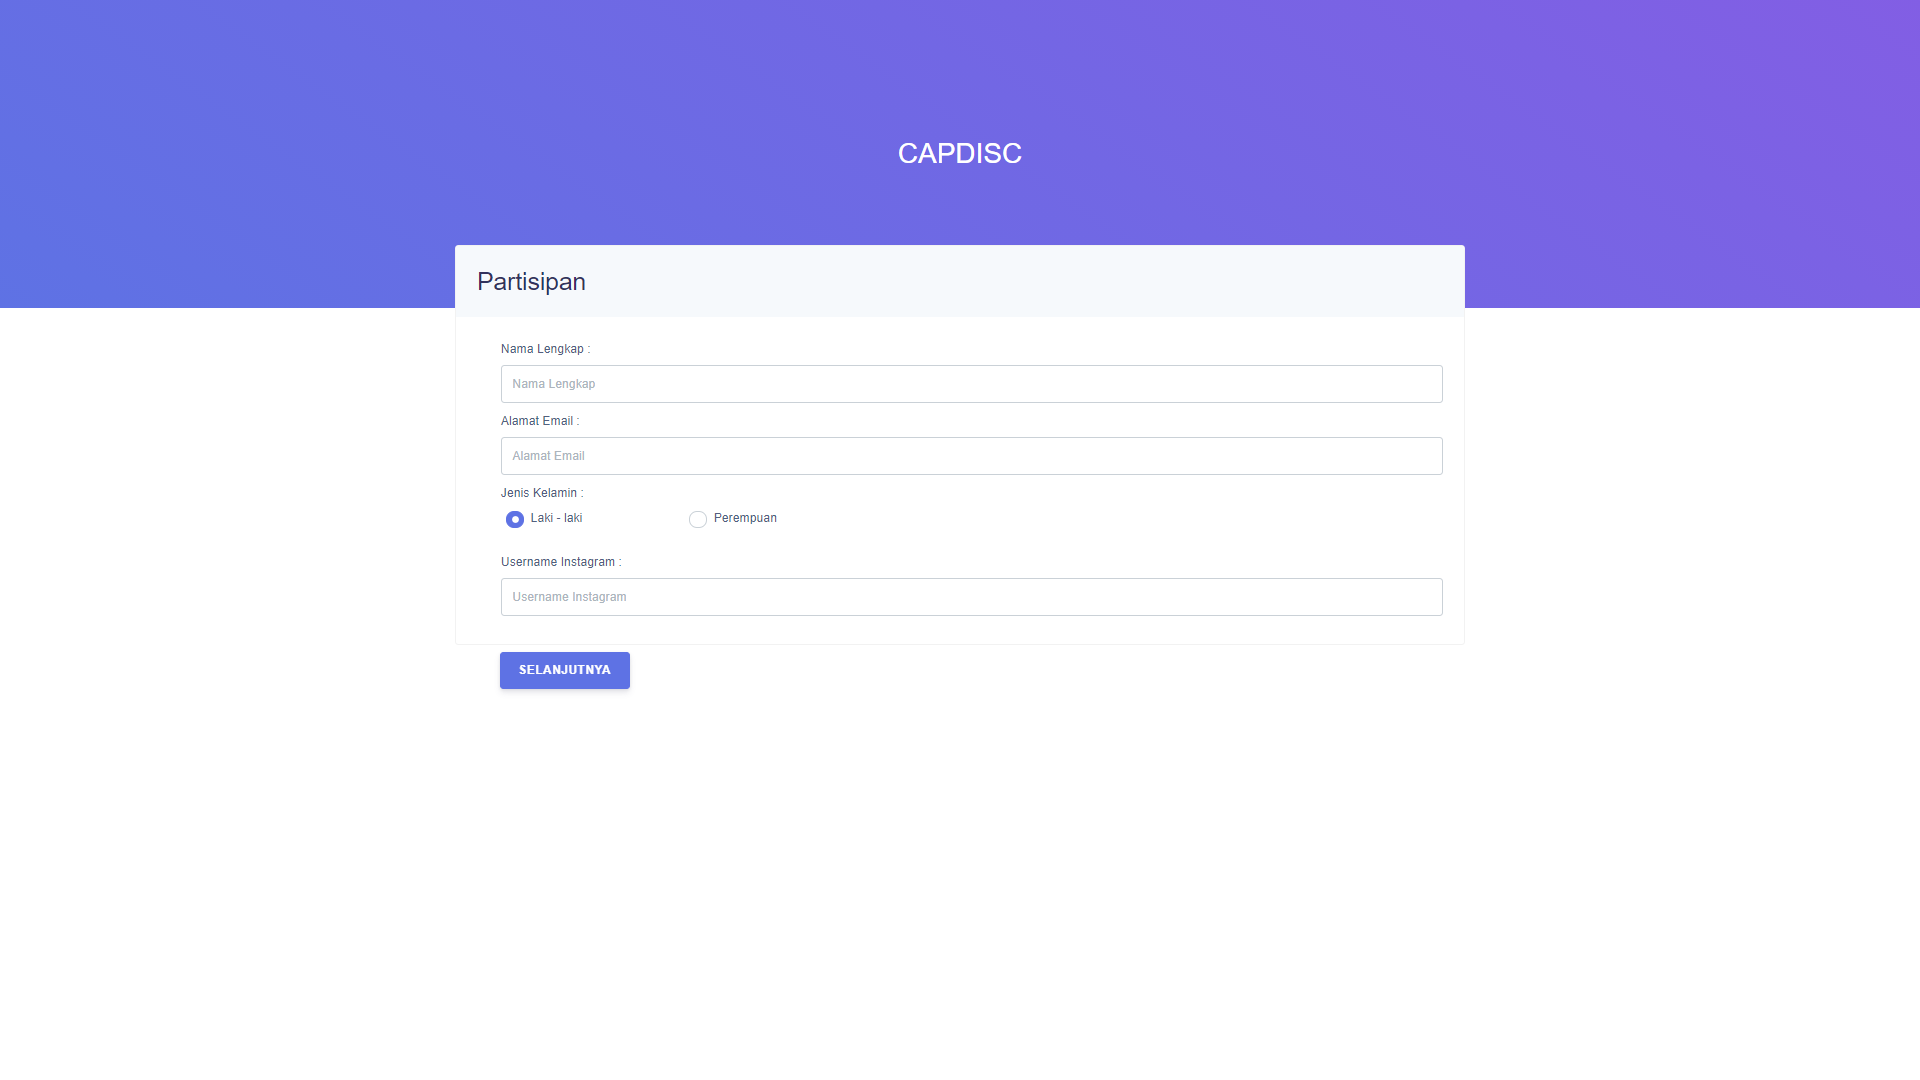 CAPDISC
Partisipan
Nama Lengkap :
Nama Lengkap
Alamat Email :
Alamat Email
Jenis Kelamin :
Laki - laki Perempuan
Username Instagram :
Username Instagram
SELANJUTNYA